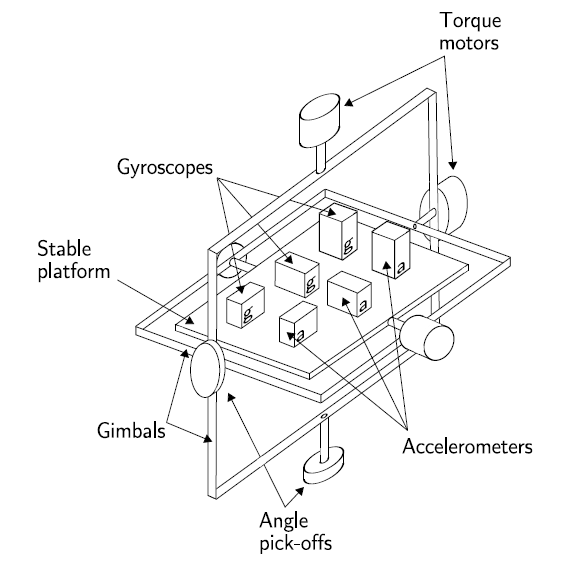 Torque
motors
Gyroscopes
Stable
platform
g
a
g
a
g
a
Gimbals
Accelerometers
Angle
pick-offs